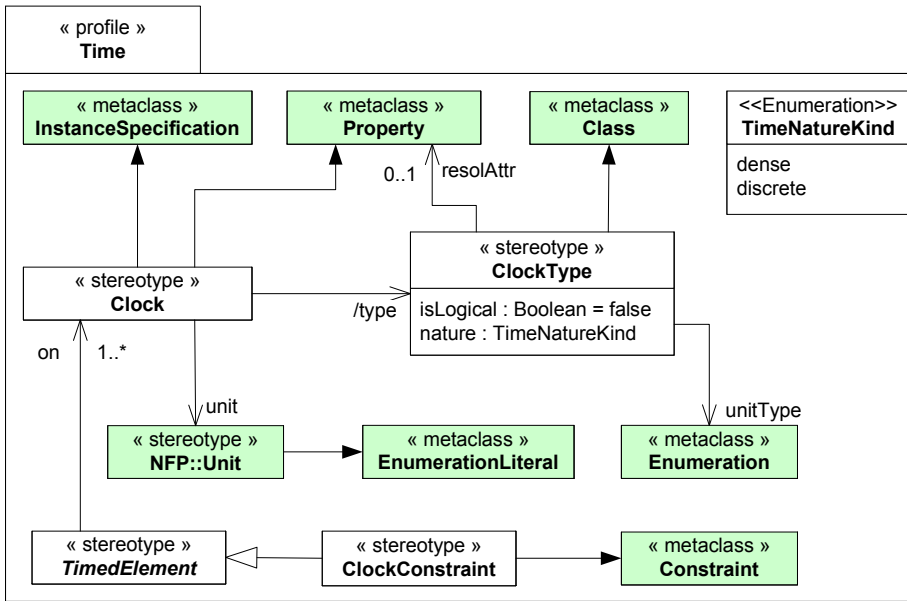 « profile »
Time
« metaclass »
InstanceSpecification
« metaclass »
Property
« metaclass »
Class
<<Enumeration>>
TimeNatureKind
dense
discrete
0..1
resolAttr
« stereotype »
ClockType
isLogical : Boolean = false
nature : TimeNatureKind
« stereotype »
Clock
/type
on
1..*
unit
unitType
« stereotype »
NFP::Unit
« metaclass »
EnumerationLiteral
« metaclass »
Enumeration
« stereotype »
TimedElement
« stereotype »
ClockConstraint
« metaclass »
Constraint